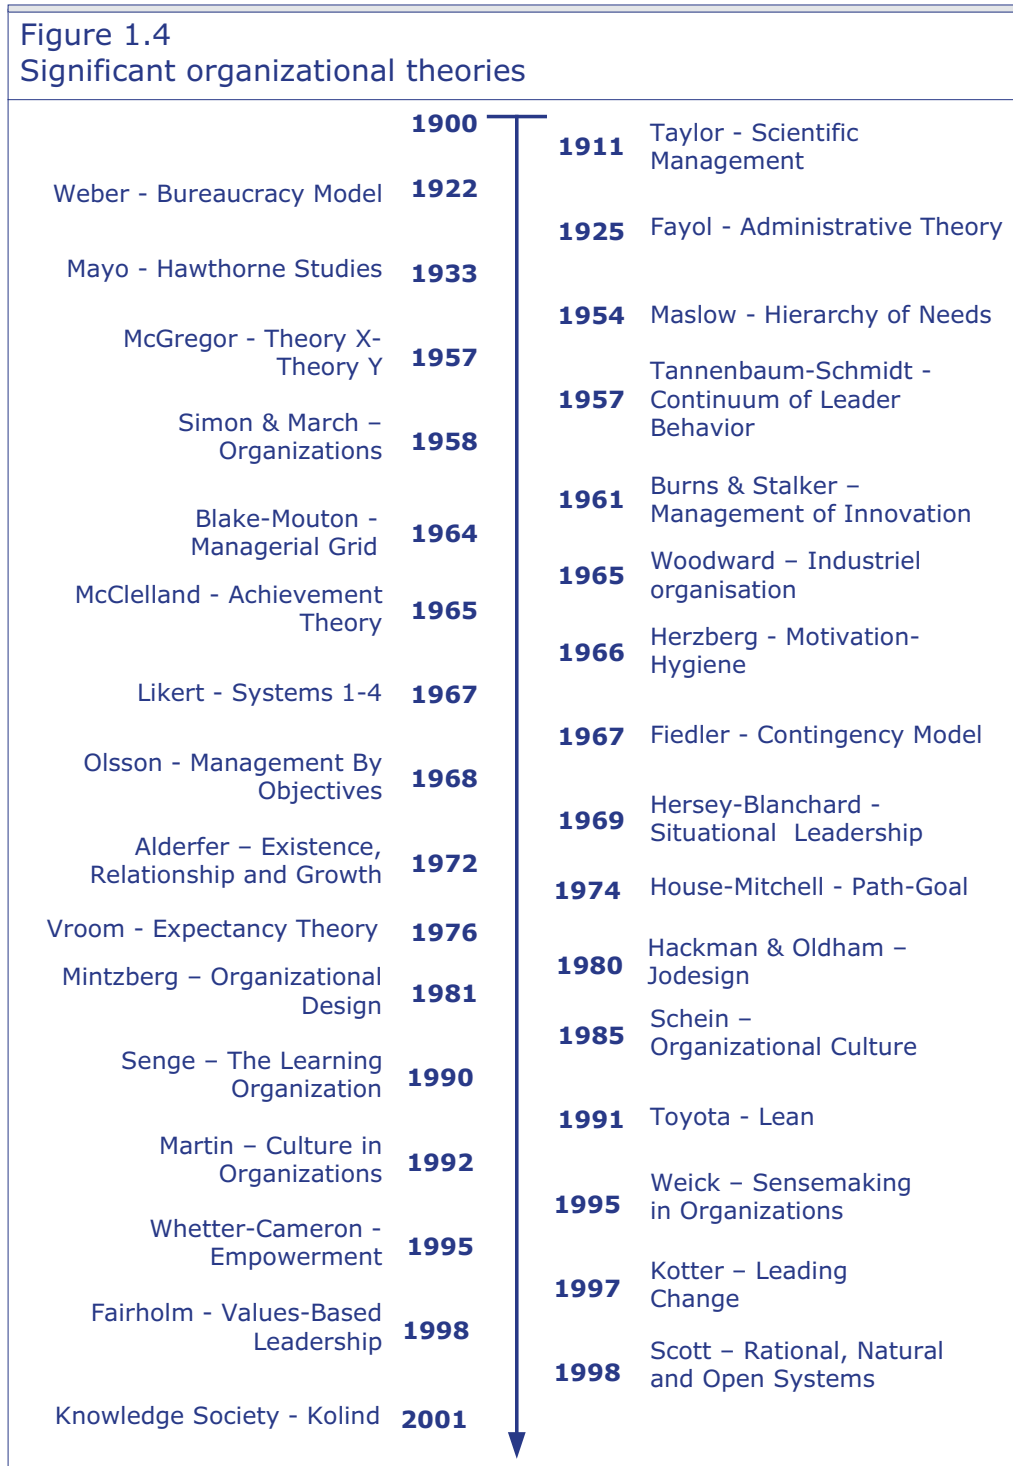 Figure 1.4
Significant organizational theories
1900
1911 Taylor - Scientific
Management
Weber - Bureaucracy Model 1922
1925 Fayol - Administrative Theory
Mayo - Hawthorne Studies 1933
1954 Maslow - Hierarchy of Needs
McGregor - Theory X-
Theory Y 1957
1957 Tannenbaum-Schmidt -
Continuum of Leader
Behavior
Simon & March –
Organizations 1958
1961 Burns & Stalker –
Management of Innovation
Blake-Mouton -
Managerial Grid 1964
1965 Woodward – Industriel
organisation
McClelland - Achievement
Theory 1965
1966 Herzberg - Motivation-
Hygiene
Likert - Systems 1-4 1967
1967 Fiedler - Contingency Model
Olsson - Management By
Objectives 1968
1969 Hersey-Blanchard -
Situational Leadership
Alderfer – Existence,
Relationship and Growth 1972
1974 House-Mitchell - Path-Goal
Vroom - Expectancy Theory 1976
1980 Hackman & Oldham –
Jodesign
Mintzberg – Organizational
Design 1981
1985 Schein –
Organizational Culture
Senge – The Learning
Organization 1990
1991 Toyota - Lean
Martin – Culture in
Organizations 1992
1995 Weick – Sensemaking
in Organizations
Whetter-Cameron -
Empowerment 1995
1997 Kotter – Leading
Change
Fairholm - Values-Based
Leadership 1998
1998 Scott – Rational, Natural
and Open Systems
Knowledge Society - Kolind 2001